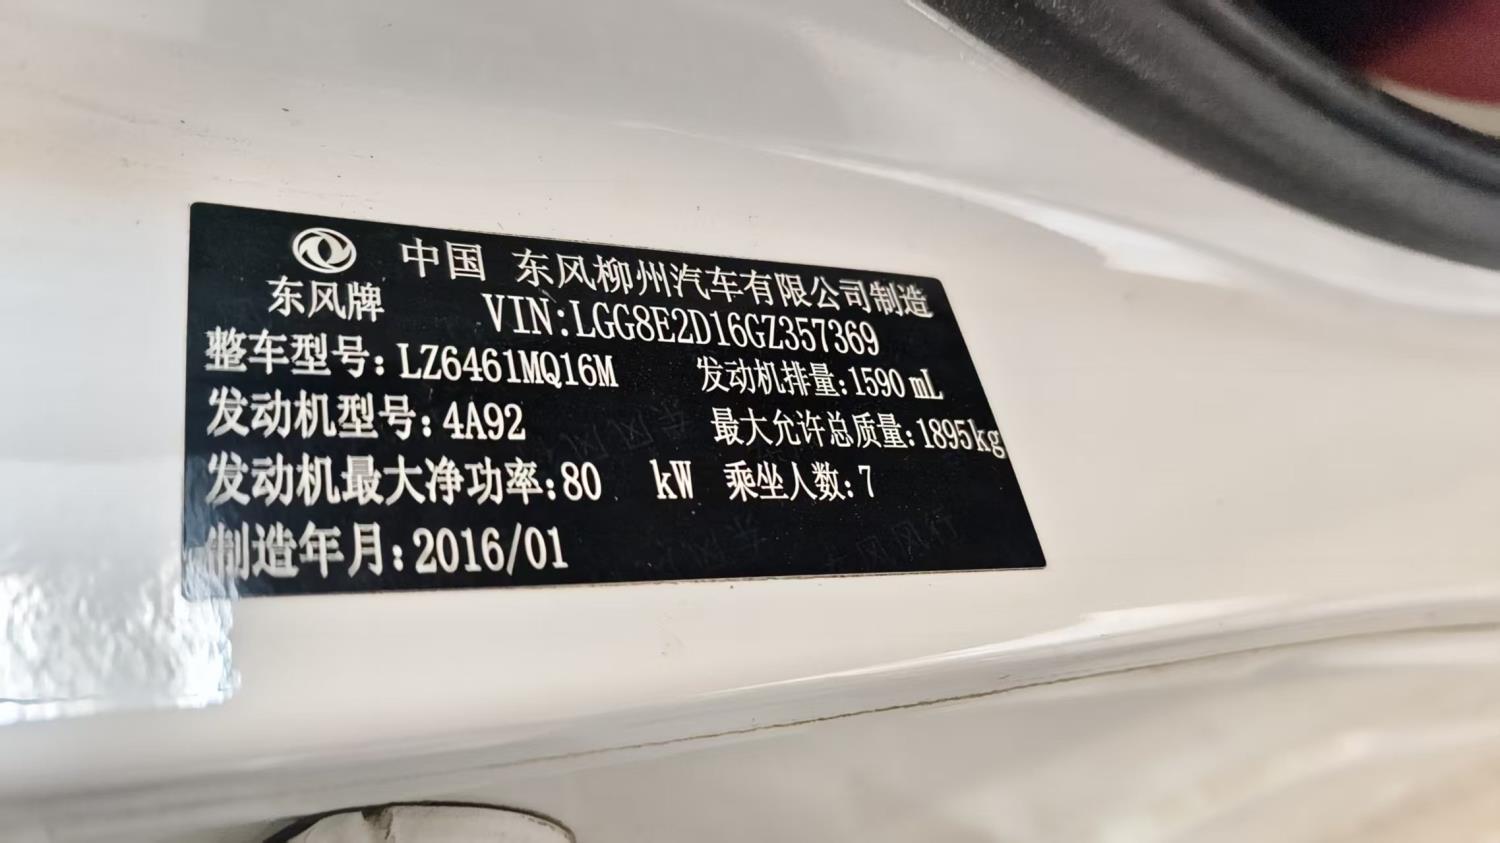 中国 东风柳州汽车有限公司制造
东风牌 VIN:LGG8E2D16GZ357369
整车型号:LZ6461MQ16M 发动机排量:1590 mL
发动机型号:4A92 最大允许总质量:1895kg
发动机最大净功率:80 kW 乘坐人数:7
制造年月:2016/01